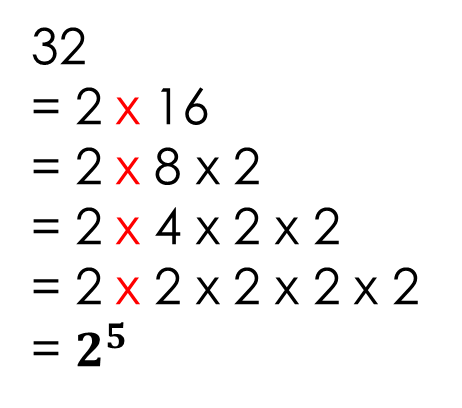 32
= 2 x 16
= 2 x 8 x 2
= 2 x 4 x 2 x 2
= 2 x 2 x 2 x 2 x 2
= 2⁵